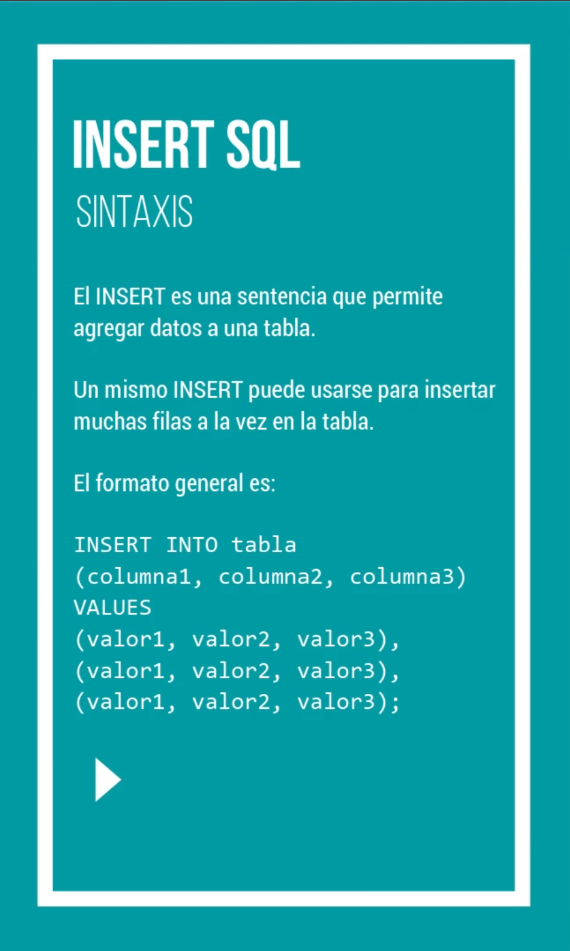 INSERT SQL
SINTAXIS
El INSERT es una sentencia que permite
agregar datos a una tabla.
Un mismo INSERT puede usarse para insertar
muchas filas a la vez en la tabla.
El formato general es:
INSERT INTO tabla
(columna1, columna2, columna3)
VALUES
(valor1, valor2, valor3),
(valor1, valor2, valor3),
(valor1, valor2, valor3);